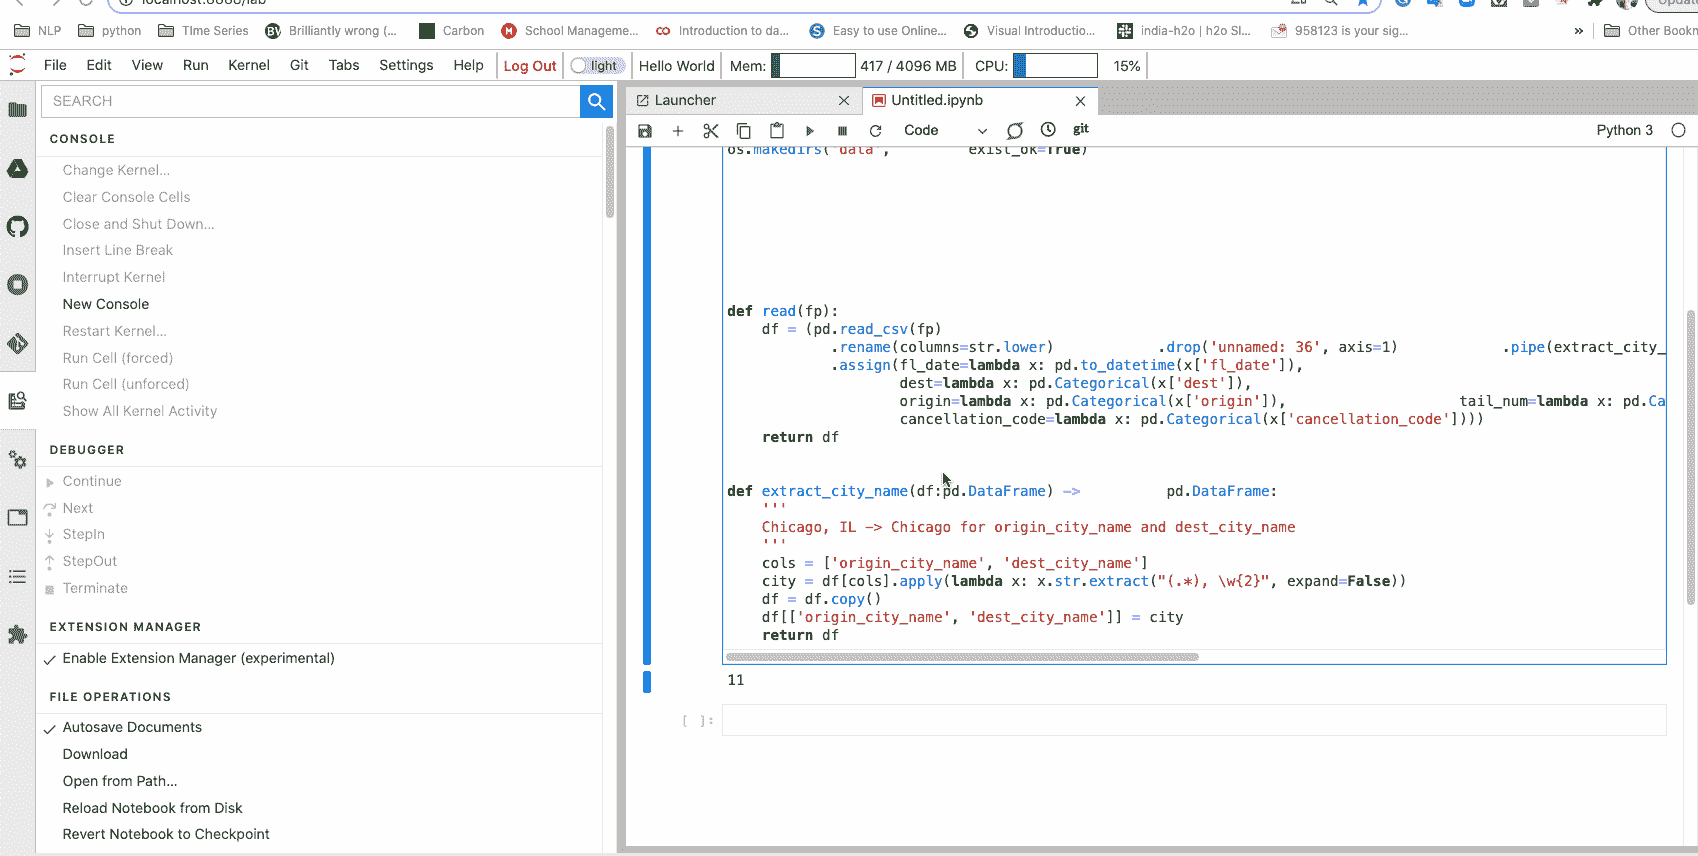 localhost:8888/lab
NLP python TIme Series Brilliantly wrong (... Carbon School Manageme... Introduction to da... Easy to use Online... Visual Introductio... india-h2o | h2o Sl... 958123 is your sig... » Other Bookn
File Edit View Run Kernel Git Tabs Settings Help Log Out light Hello World Mem: 417 / 4096 MB CPU: 15%
SEARCH
Launcher
Untitled.ipynb
Code
git
Python 3
CONSOLE
Change Kernel...
Clear Console Cells
Close and Shut Down...
Insert Line Break
Interrupt Kernel
New Console
Restart Kernel...
Run Cell (forced)
Run Cell (unforced)
Show All Kernel Activity
DEBUGGER
Continue
Next
StepIn
StepOut
Terminate
EXTENSION MANAGER
Enable Extension Manager (experimental)
FILE OPERATIONS
Autosave Documents
Download
Open from Path...
Reload Notebook from Disk
Revert Notebook to Checkpoint
os.makedirs('data', exist_ok=True)
def read(fp):
df = (pd.read_csv(fp)
.rename(columns=str.lower) .drop('unnamed: 36', axis=1) .pipe(extract_city_
.assign(fl_date=lambda x: pd.to_datetime(x['fl_date']),
dest=lambda x: pd.Categorical(x['dest']),
origin=lambda x: pd.Categorical(x['origin']), tail_num=lambda x: pd.Ca
cancellation_code=lambda x: pd.Categorical(x['cancellation_code'])))
return df
def extract_city_name(df:pd.DataFrame) -> pd.DataFrame:
'''
Chicago, IL -> Chicago for origin_city_name and dest_city_name
'''
cols = ['origin_city_name', 'dest_city_name']
city = df[cols].apply(lambda x: x.str.extract("(.*), \w{2}", expand=False))
df = df.copy()
df[['origin_city_name', 'dest_city_name']] = city
return df
11
[ ]: